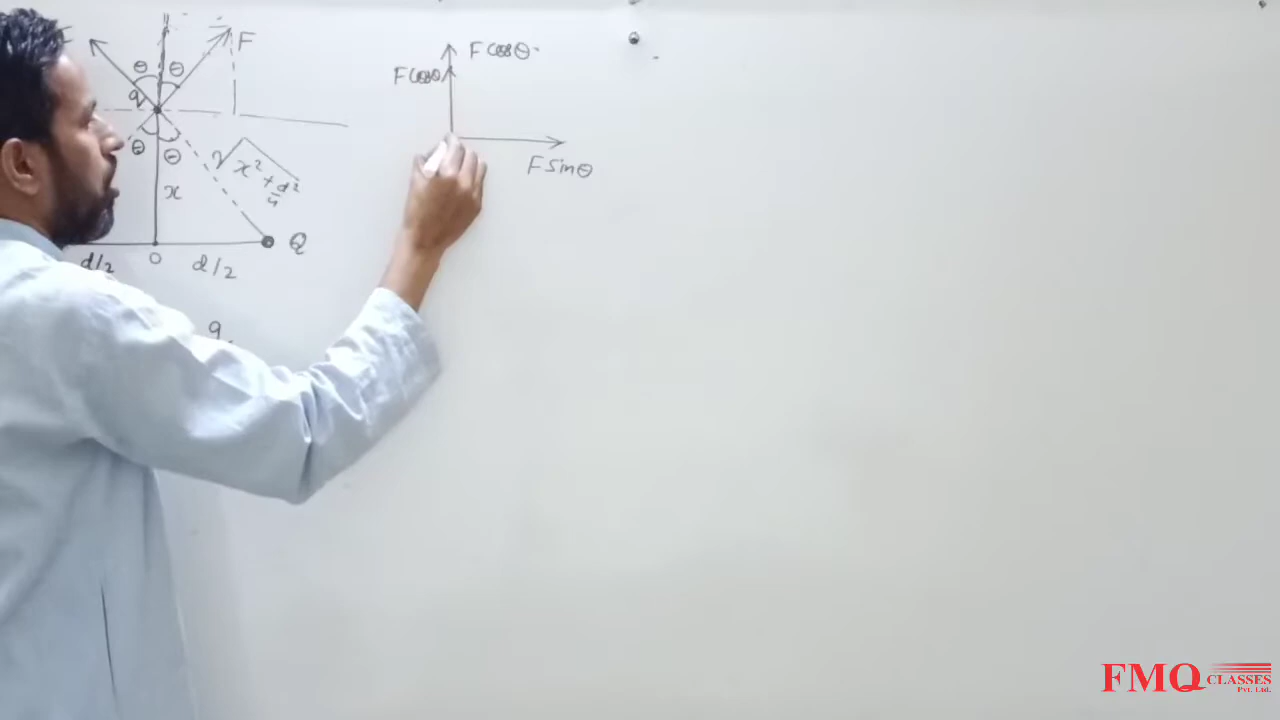 F
F
θ θ
q
θ θ
√x² + d²/4
x
Q
d/2 O d/2
q
F cosθ
F cosθ
F sinθ
FMQ CLASSES
Pvt. Ltd.